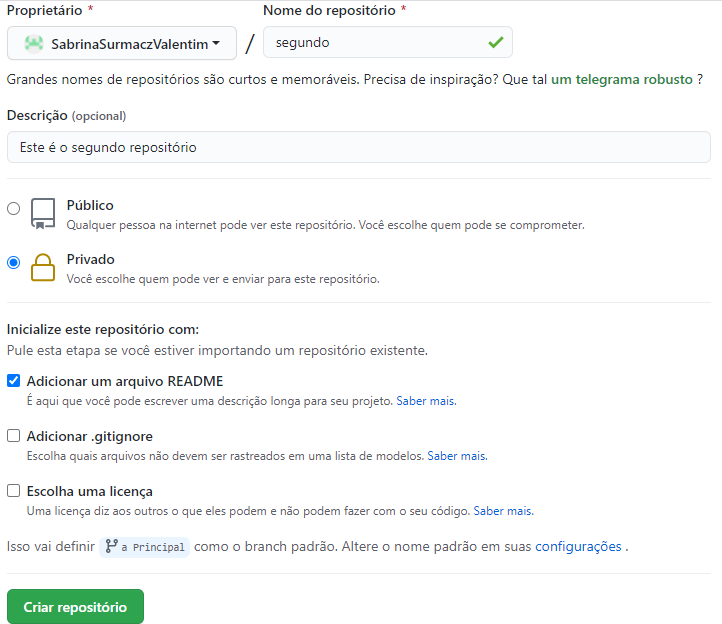 Proprietário * Nome do repositório *
SabrinaSurmaczValentim / segundo
Grandes nomes de repositórios são curtos e memoráveis. Precisa de inspiração? Que tal um telegrama robusto ?
Descrição (opcional)
Este é o segundo repositório
Público
Qualquer pessoa na internet pode ver este repositório. Você escolhe quem pode se comprometer.
Privado
Você escolhe quem pode ver e enviar para este repositório.
Inicialize este repositório com:
Pule esta etapa se você estiver importando um repositório existente.
Adicionar um arquivo README
É aqui que você pode escrever uma descrição longa para seu projeto. Saber mais.
Adicionar .gitignore
Escolha quais arquivos não devem ser rastreados em uma lista de modelos. Saber mais.
Escolha uma licença
Uma licença diz aos outros o que eles podem e não podem fazer com o seu código. Saber mais.
Isso vai definir a Principal como o branch padrão. Altere o nome padrão em suas configurações .
Criar repositório